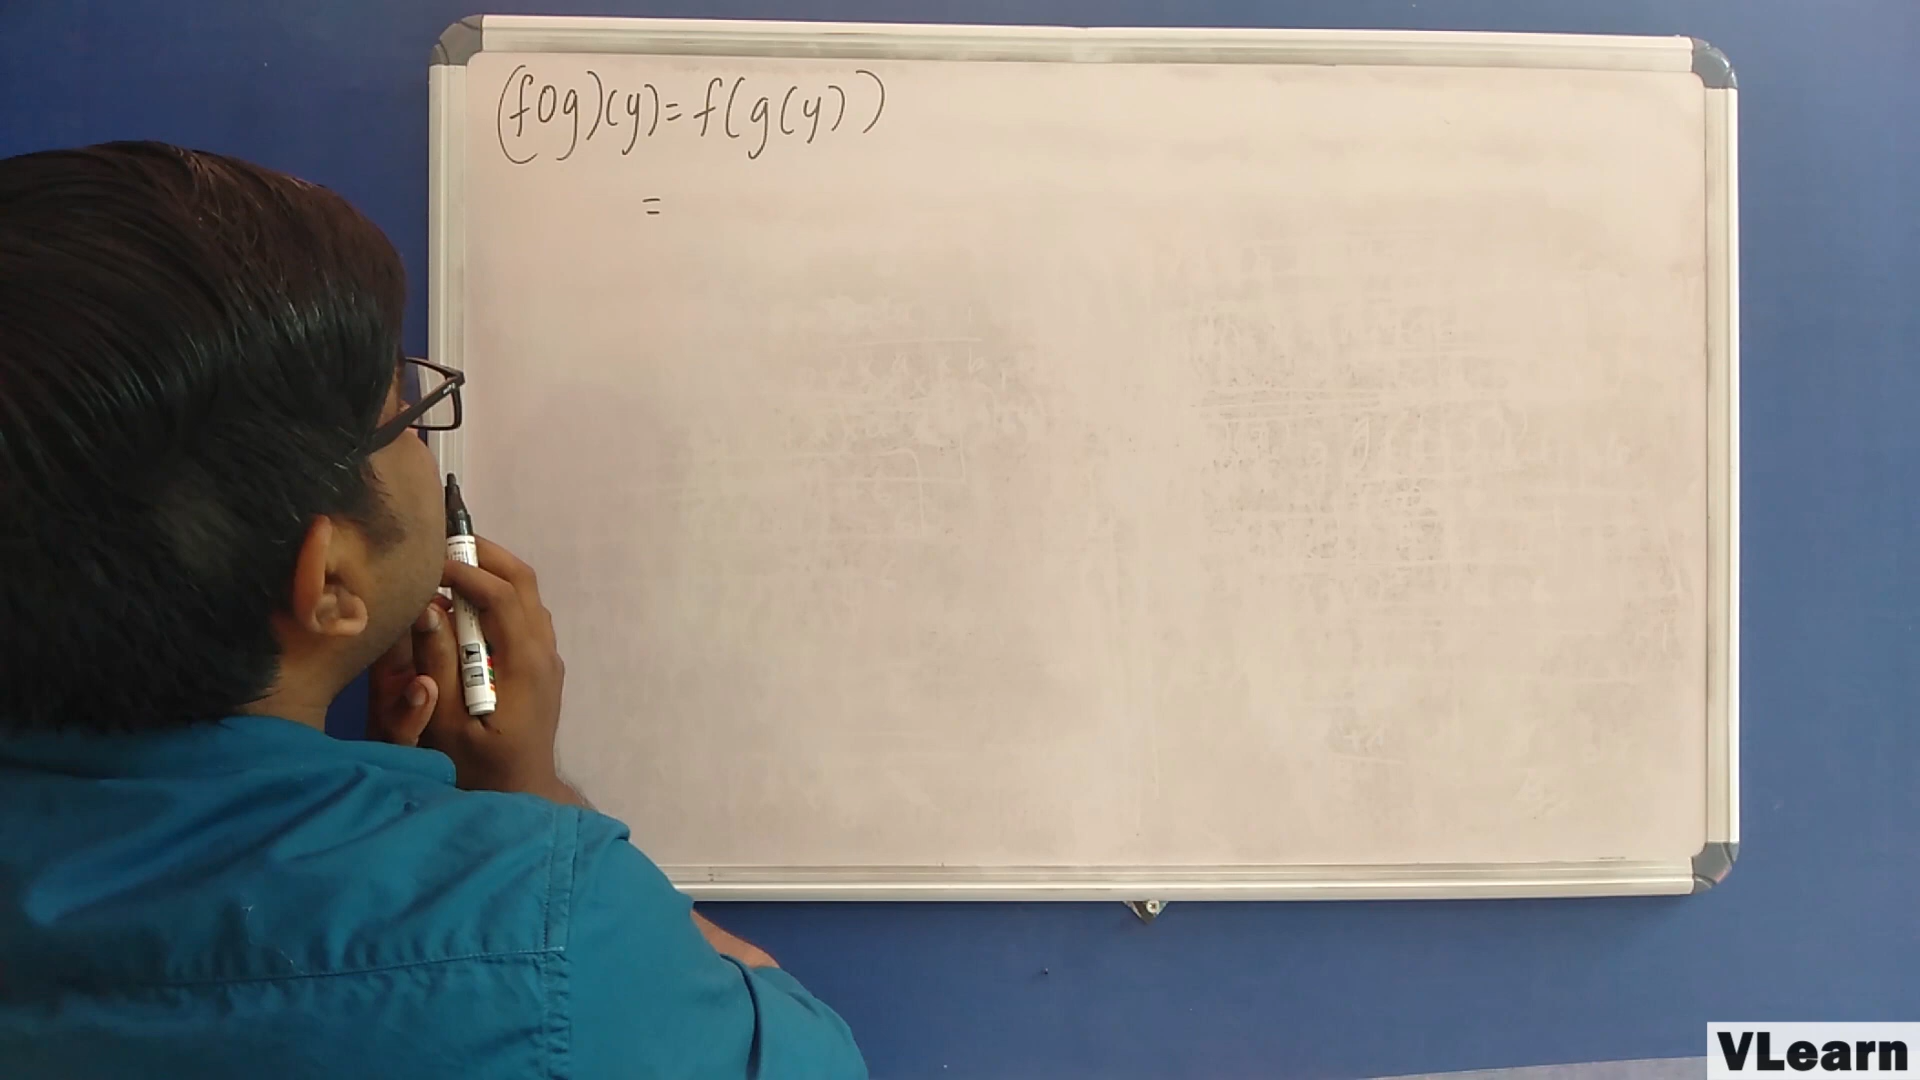 (fog)(y) = f(g(y))
=
VLearn